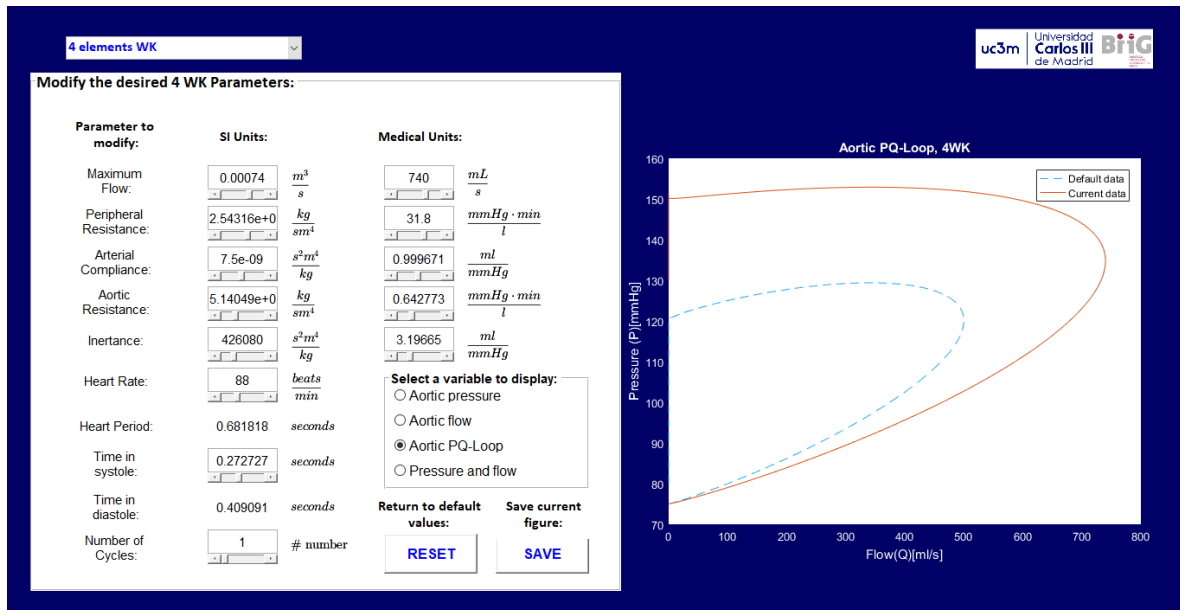 4 elements WK
uc3m
Universidad
Carlos III
de Madrid
BIIG
Modify the desired 4 WK Parameters:
Parameter to
modify:
SI Units:
Medical Units:
Maximum
Flow:
0.00074
m³
s
740
mL
s
Peripheral
Resistance:
2.54316e+0
kg
sm⁴
31.8
mmHg · min
l
Arterial
Compliance:
7.5e-09
s²m⁴
kg
0.999671
ml
mmHg
Aortic
Resistance:
5.14049e+0
kg
sm⁴
0.642773
mmHg · min
l
Inertance:
426080
s²m⁴
kg
3.19665
ml
mmHg
Heart Rate:
88
beats
min
Heart Period:
0.681818
seconds
Time in
systole:
0.272727
seconds
Time in
diastole:
0.409091
seconds
Number of
Cycles:
1
# number
Select a variable to display:
Aortic pressure
Aortic flow
Aortic PQ-Loop
Pressure and flow
Return to default
values:
RESET
Save current
figure:
SAVE
Aortic PQ-Loop, 4WK
Default data
Current data
Pressure (P)[mmHg]
160
150
140
130
120
110
100
90
80
70
0 100 200 300 400 500 600 700 800
Flow(Q)[ml/s]